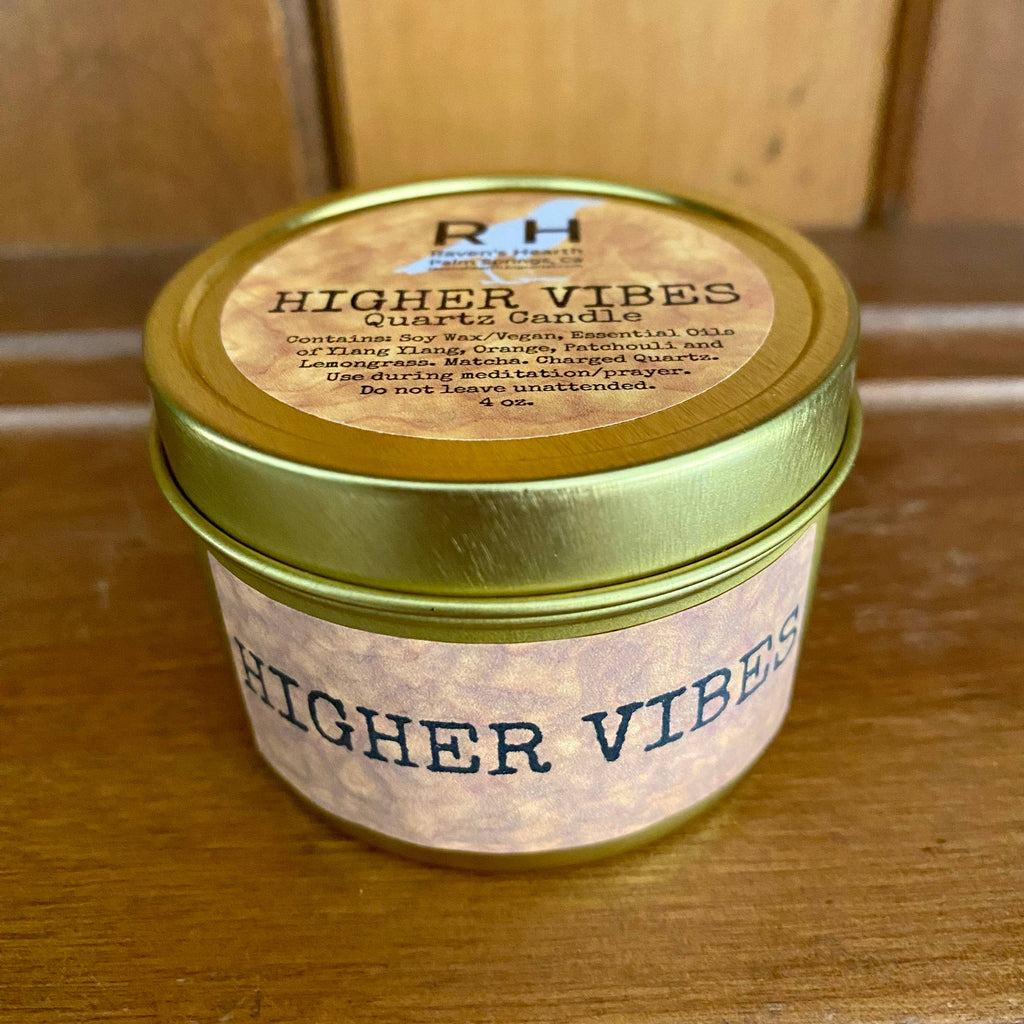 R H
Raven's Hearth
Palm Springs, Ca
HIGHER VIBES
Quartz Candle
Contains: Soy Wax/Vegan, Essential Oils
of Ylang Ylang, Orange, Patchouli and
Lemongrass. Matcha. Charged Quartz.
Use during meditation/prayer.
Do not leave unattended.
4 oz.
HIGHER VIBES